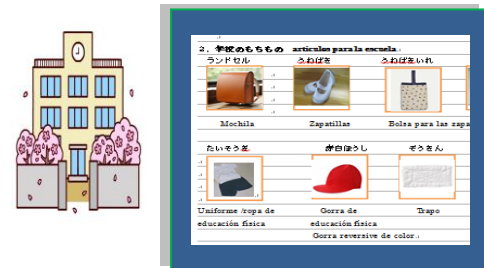 2．学校のもちもの artículos para la escuela.
ランドセル うわばき うわばきいれ
Mochila Zapatillas Bolsa para las zapa
たいそう着 赤白ぼうし ぞうきん
Uniforme /ropa de Gorra de Trapo
educación física educación física
Gorra reversive de color.